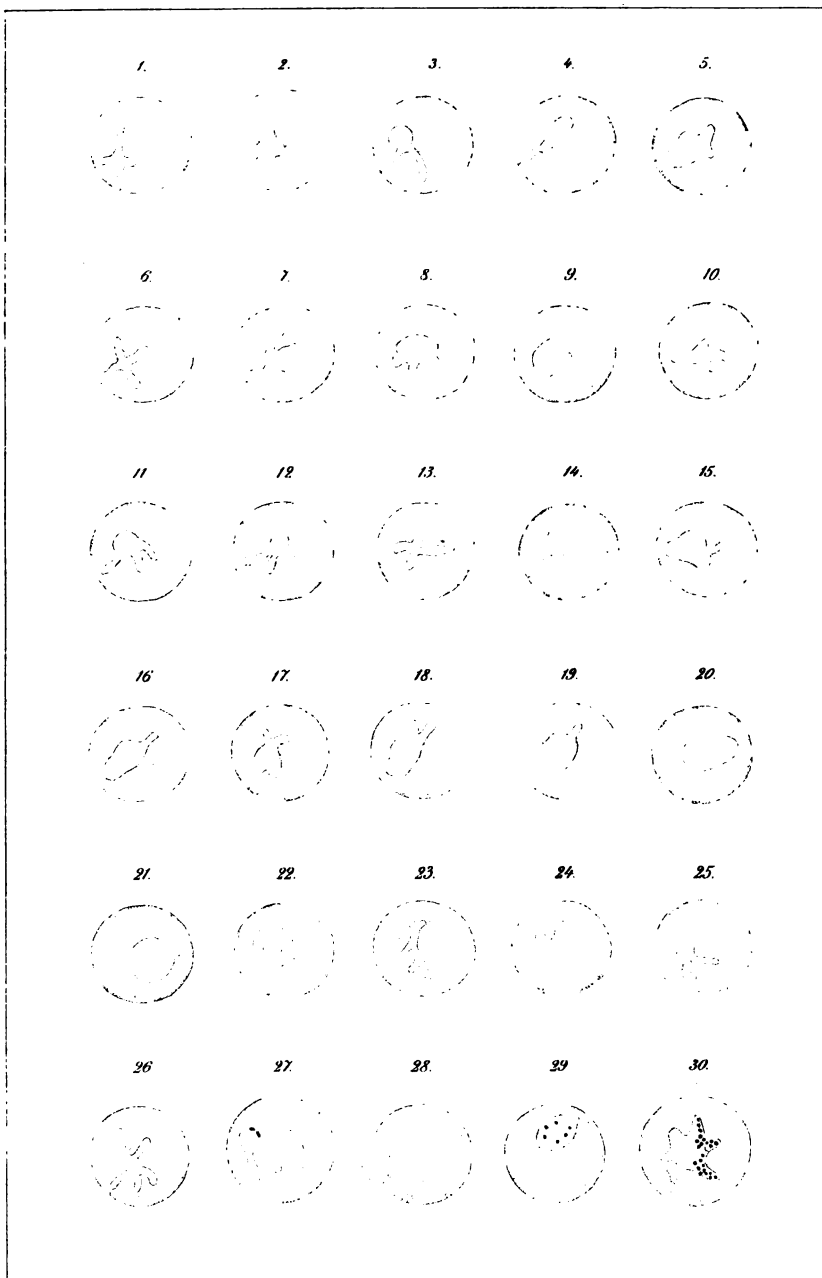 1. 2. 3. 4. 5.
6. 7. 8. 9. 10.
11 12 13. 14. 15.
16 17. 18. 19. 20.
21. 22. 23. 24. 25.
26 27. 28. 29 30.